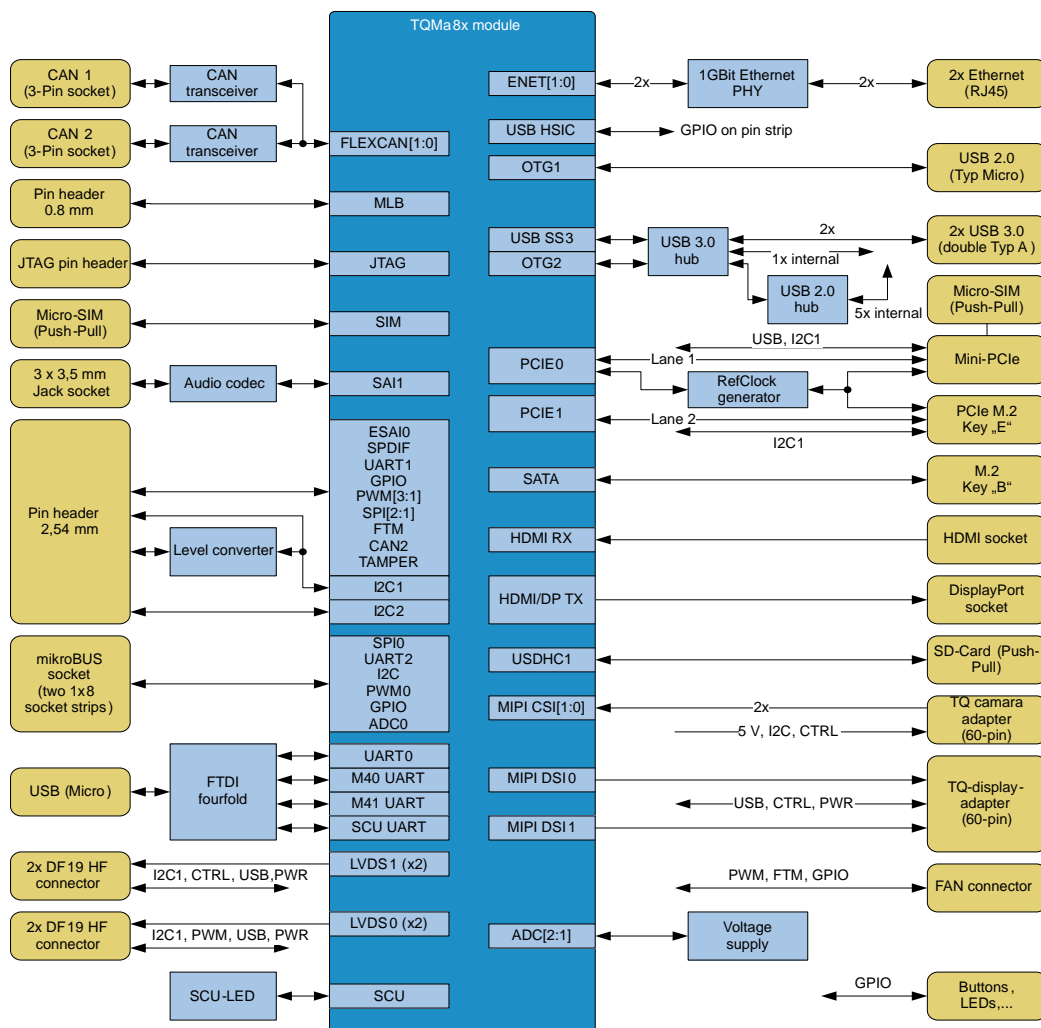 TQMa8x module
CAN 1
(3-Pin socket)
CAN
transceiver
CAN 2
(3-Pin socket)
CAN
transceiver
FLEXCAN[1:0]
Pin header
0.8 mm
MLB
JTAG pin header
JTAG
Micro-SIM
(Push-Pull)
SIM
3 x 3,5 mm
Jack socket
Audio codec
SAI1
Pin header
2,54 mm
Level converter
ESAI0
SPDIF
UART1
GPIO
PWM[3:1]
SPI[2:1]
FTM
CAN2
TAMPER
I2C1
I2C2
mikroBUS
socket
(two 1x8
socket strips)
SPI0
UART2
I2C
PWM0
GPIO
ADC0
USB (Micro)
FTDI
fourfold
UART0
M40 UART
M41 UART
SCU UART
2x DF19 HF
connector
I2C1, CTRL, USB,PWR
LVDS1 (x2)
2x DF19 HF
connector
I2C1, PWM, USB, PWR
LVDS0 (x2)
SCU-LED
SCU
ENET[1:0]
2x
1GBit Ethernet
PHY
2x
2x Ethernet
(RJ45)
USB HSIC
GPIO on pin strip
OTG1
USB 2.0
(Typ Micro)
USB SS3
OTG2
USB 3.0
hub
2x
1x internal
2x USB 3.0
(double Typ A)
USB 2.0
hub
5x internal
Micro-SIM
(Push-Pull)
USB, I2C1
PCIE0
Lane 1
Mini-PCIe
RefClock
generator
PCIE1
Lane 2
I2C1
PCIe M.2
Key „E“
SATA
M.2
Key „B“
HDMI RX
HDMI socket
HDMI/DP TX
DisplayPort
socket
USDHC1
SD-Card (Push-
Pull)
MIPI CSI[1:0]
2x
5 V, I2C, CTRL
TQ camara
adapter
(60-pin)
MIPI DSI0
USB, CTRL, PWR
MIPI DSI1
TQ-display-
adapter
(60-pin)
PWM, FTM, GPIO
FAN connector
ADC[2:1]
Voltage
supply
GPIO
Buttons,
LEDs,...